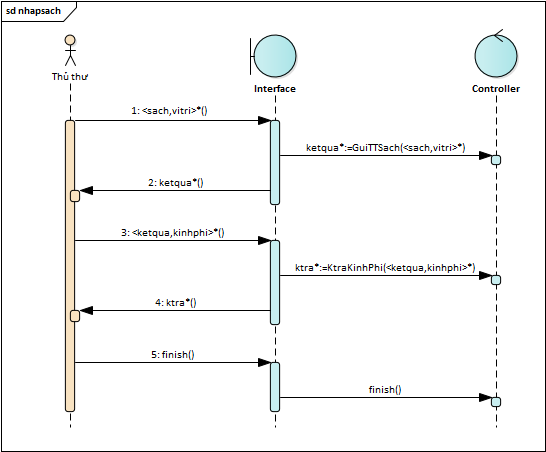 sd nhapsach
Thủ thư
Interface
Controller
1: <sach,vitri>*()
ketqua*:=GuiTTSach(<sach,vitri>*)
2: ketqua*()
3: <ketqua,kinhphi>*()
ktra*:=KtraKinhPhi(<ketqua,kinhphi>*)
4: ktra*()
5: finish()
finish()